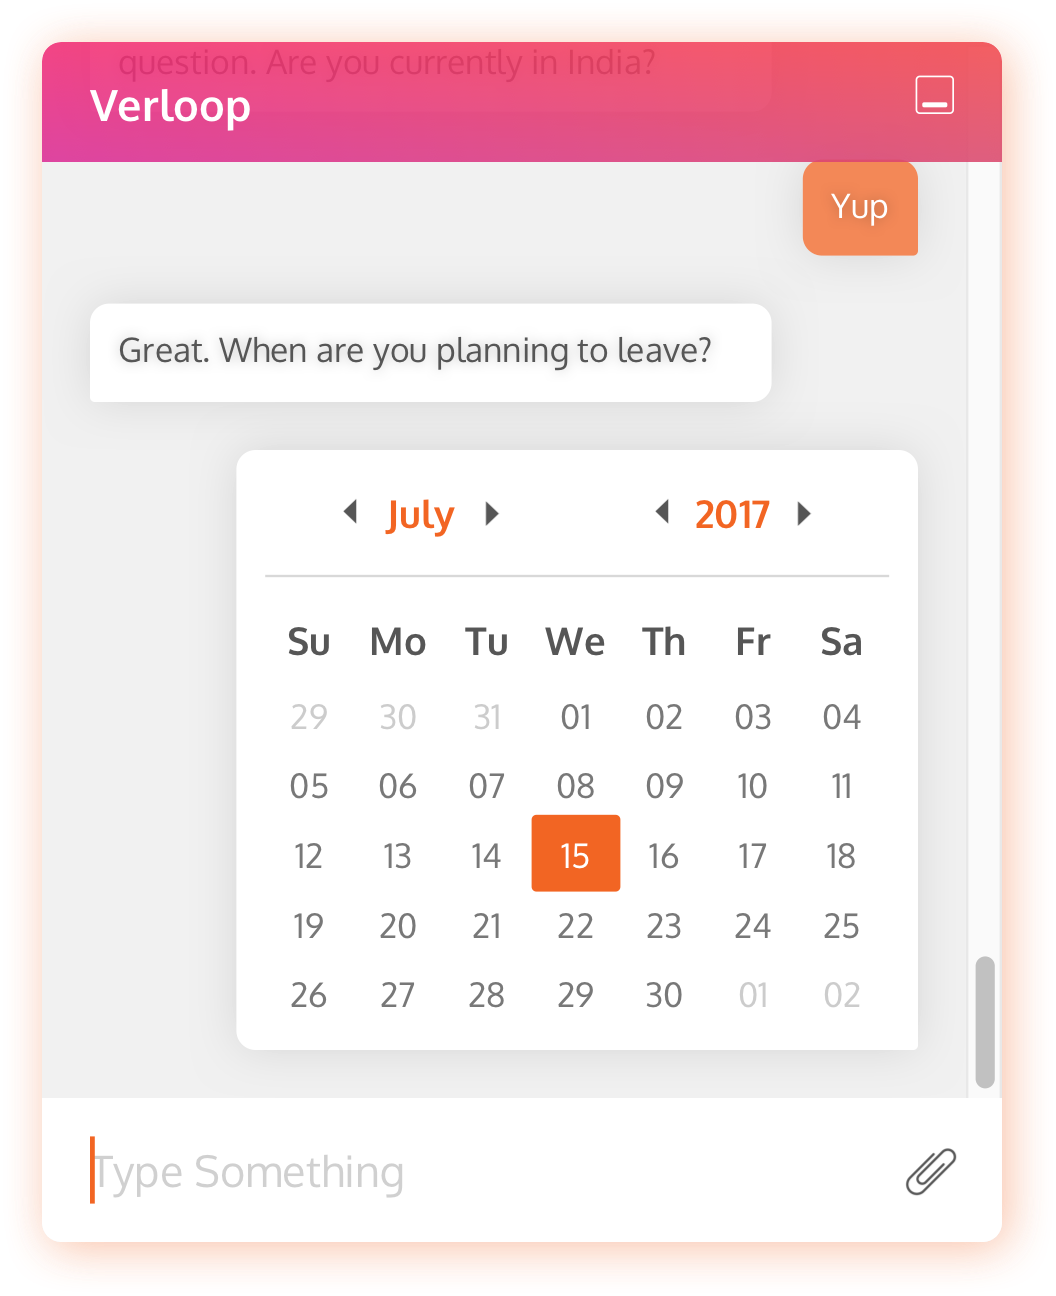 question. Are you currently in India?
Verloop
Yup
Great. When are you planning to leave?
July 2017
Su Mo Tu We Th Fr Sa
29 30 31 01 02 03 04
05 06 07 08 09 10 11
12 13 14 15 16 17 18
19 20 21 22 23 24 25
26 27 28 29 30 01 02
Type Something